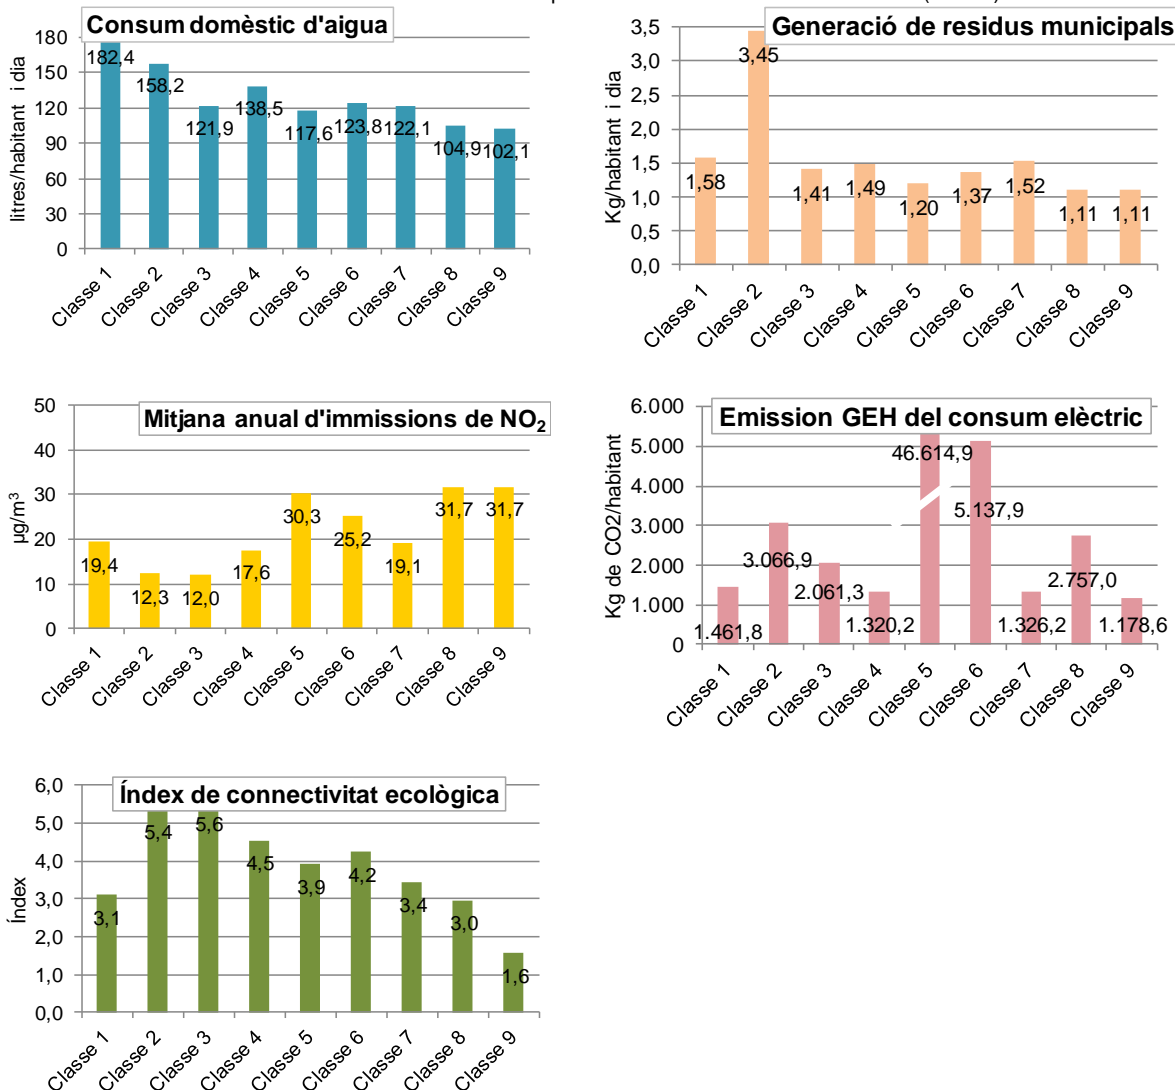 Consum domèstic d'aigua
litres/habitant i dia
180
150
120
90
60
30
0
182,4
158,2
121,9
138,5
117,6
123,8
122,1
104,9
102,1
Classe 1
Classe 2
Classe 3
Classe 4
Classe 5
Classe 6
Classe 7
Classe 8
Classe 9
Generació de residus municipals
Kg/habitant i dia
3,5
3,0
2,5
2,0
1,5
1,0
0,5
0,0
1,58
3,45
1,41
1,49
1,20
1,37
1,52
1,11
1,11
Classe 1
Classe 2
Classe 3
Classe 4
Classe 5
Classe 6
Classe 7
Classe 8
Classe 9
Mitjana anual d'immissions de NO₂
µg/m³
50
40
30
20
10
0
19,4
12,3
12,0
17,6
30,3
25,2
19,1
31,7
31,7
Classe 1
Classe 2
Classe 3
Classe 4
Classe 5
Classe 6
Classe 7
Classe 8
Classe 9
Emission GEH del consum elèctric
Kg de CO2/habitant
6.000
5.000
4.000
3.000
2.000
1.000
0
1.461,8
3.066,9
2.061,3
1.320,2
46.614,9
5.137,9
1.326,2
2.757,0
1.178,6
Classe 1
Classe 2
Classe 3
Classe 4
Classe 5
Classe 6
Classe 7
Classe 8
Classe 9
Índex de connectivitat ecològica
Índex
6,0
5,0
4,0
3,0
2,0
1,0
0,0
3,1
5,4
5,6
4,5
3,9
4,2
3,4
3,0
1,6
Classe 1
Classe 2
Classe 3
Classe 4
Classe 5
Classe 6
Classe 7
Classe 8
Classe 9